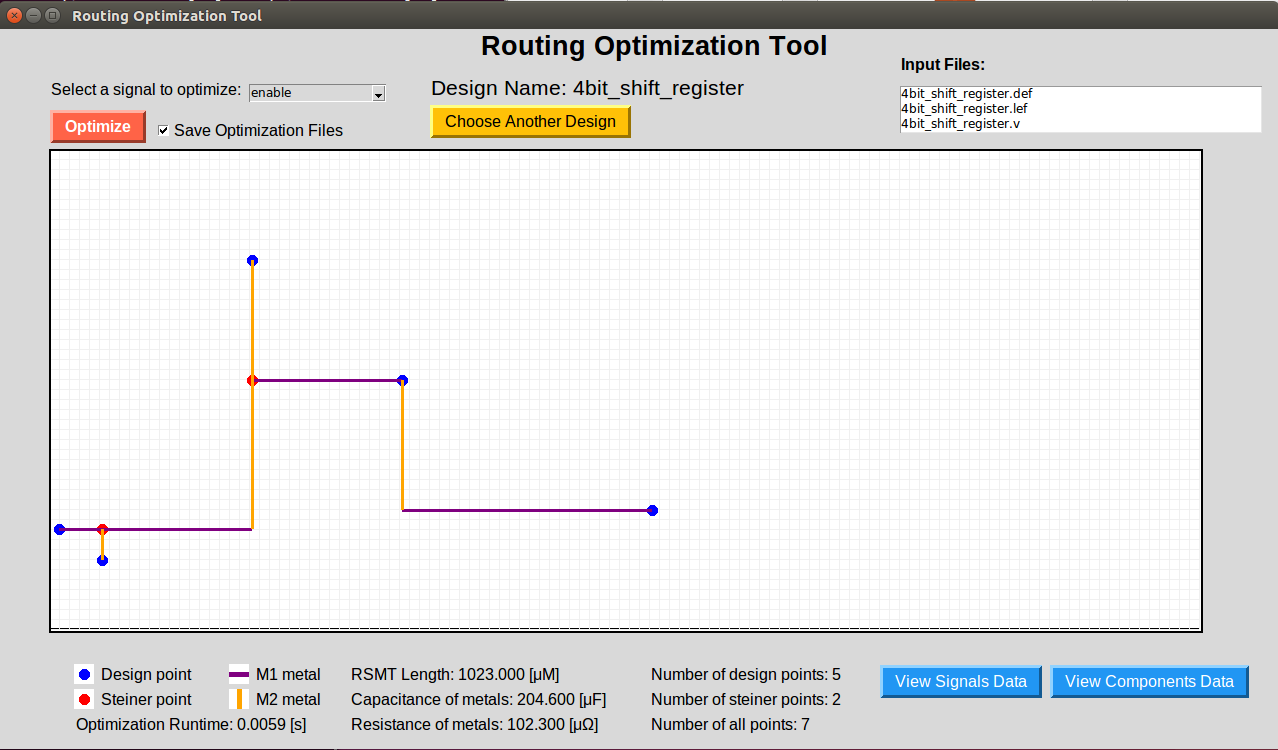 Routing Optimization Tool
Routing Optimization Tool
Select a signal to optimize: enable
Optimize
Save Optimization Files
Design Name: 4bit_shift_register
Choose Another Design
Input Files:
4bit_shift_register.def
4bit_shift_register.lef
4bit_shift_register.v
Design point
M1 metal
RSMT Length: 1023.000 [μM]
Number of design points: 5
View Signals Data
View Components Data
Steiner point
M2 metal
Capacitance of metals: 204.600 [μF]
Number of steiner points: 2
Optimization Runtime: 0.0059 [s]
Resistance of metals: 102.300 [μΩ]
Number of all points: 7